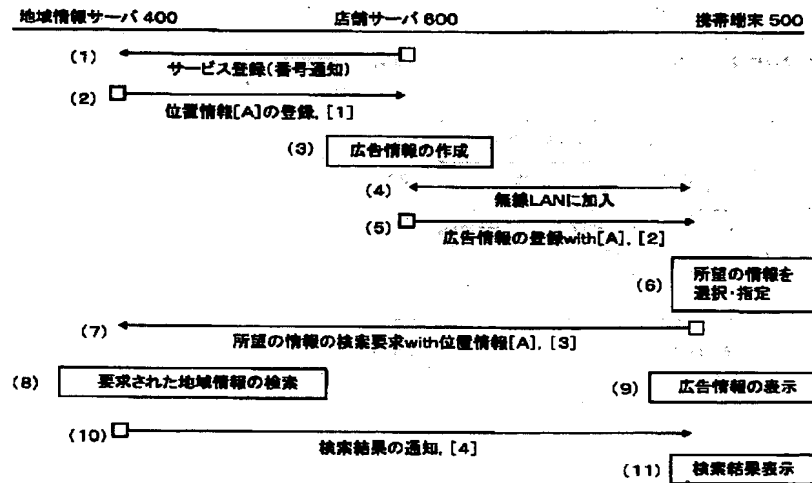 地域情報サーバ 400 店舗サーバ 600 携帯端末 500
(1) サービス登録(番号通知)
(2) 位置情報[A]の登録, [1]
(3) 広告情報の作成
(4) 無線LANに加入
(5) 広告情報の登録with[A], [2]
(6) 所望の情報を
選択・指定
(7) 所望の情報の検索要求with位置情報[A], [3]
(8) 要求された地域情報の検索 (9) 広告情報の表示
(10) 検索結果の通知, [4]
(11) 検索結果表示